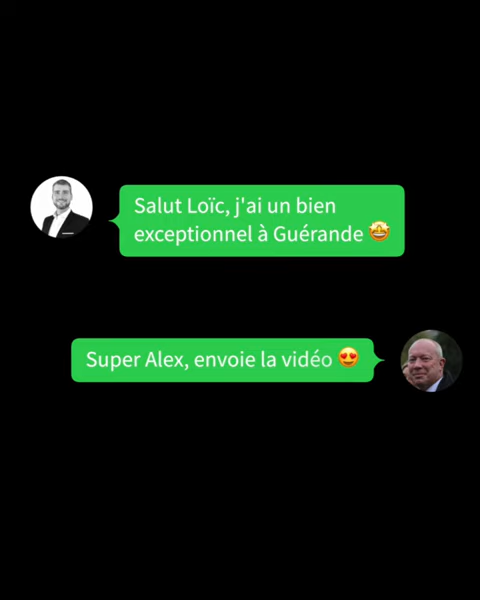 Salut Loïc, j'ai un bien
exceptionnel à Guérande 🤩
Super Alex, envoie la vidéo 😍